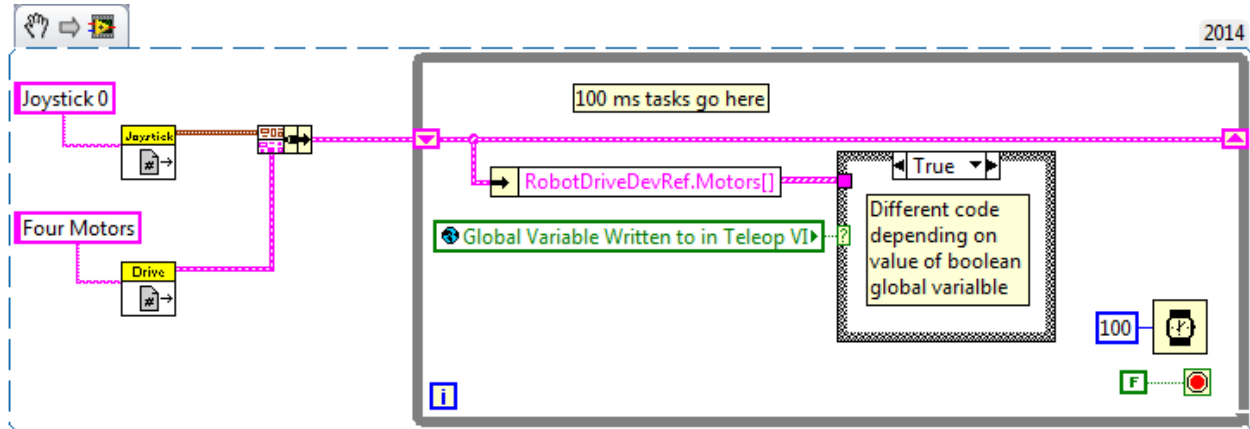 2014
Joystick 0
100 ms tasks go here
Joystick
#
RobotDriveDevRef.Motors[]
True
Four Motors
Global Variable Written to in Teleop VI
?
Different code
depending on
value of boolean
global varialble
Drive
#
100
F
i